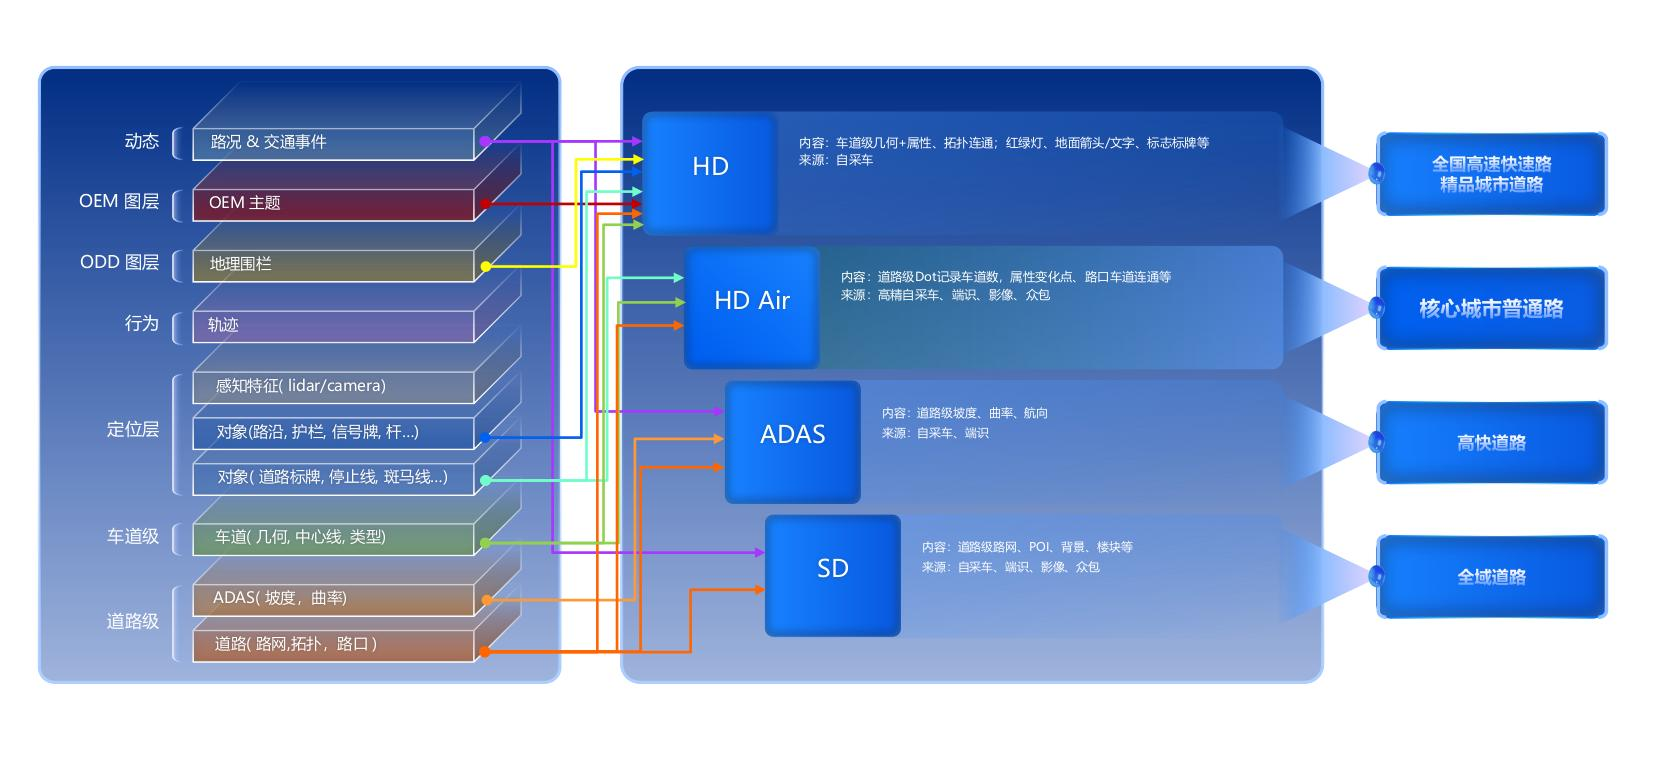 动态
路况 & 交通事件
OEM 图层
OEM 主题
ODD 图层
地理围栏
行为
轨迹
定位层
感知特征( lidar/camera)
对象(路沿, 护栏, 信号牌, 杆...)
对象( 道路标牌, 停止线, 斑马线...)
车道级
车道( 几何, 中心线, 类型)
道路级
ADAS( 坡度，曲率)
道路( 路网,拓扑，路口 )
HD
内容：车道级几何+属性、拓扑连通；红绿灯、地面箭头/文字、标志标牌等
来源：自采车
HD Air
内容：道路级Dot记录车道数，属性变化点、路口车道连通等
来源：高精自采车、端识、影像、众包
ADAS
内容：道路级坡度、曲率、航向
来源：自采车、端识
SD
内容：道路级路网、POI、背景、楼块等
来源：自采车、端识、影像、众包
全国高速快速路
精品城市道路
核心城市普通路
高快道路
全域道路